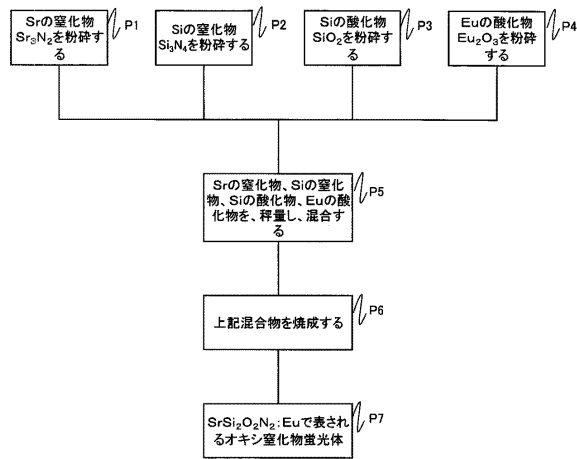 Srの窒化物
Sr₃N₂を粉砕す
る
P1
Siの窒化物
Si₃N₄を粉砕する
P2
Siの酸化物
SiO₂を粉砕す
る
P3
Euの酸化物
Eu₂O₃を粉砕
する
P4
Srの窒化物、Siの窒化
物、Siの酸化物、Euの酸
化物を、秤量し、混合す
る
P5
上記混合物を焼成する
P6
SrSi₂O₂N₂:Euで表され
るオキシ窒化物蛍光体
P7